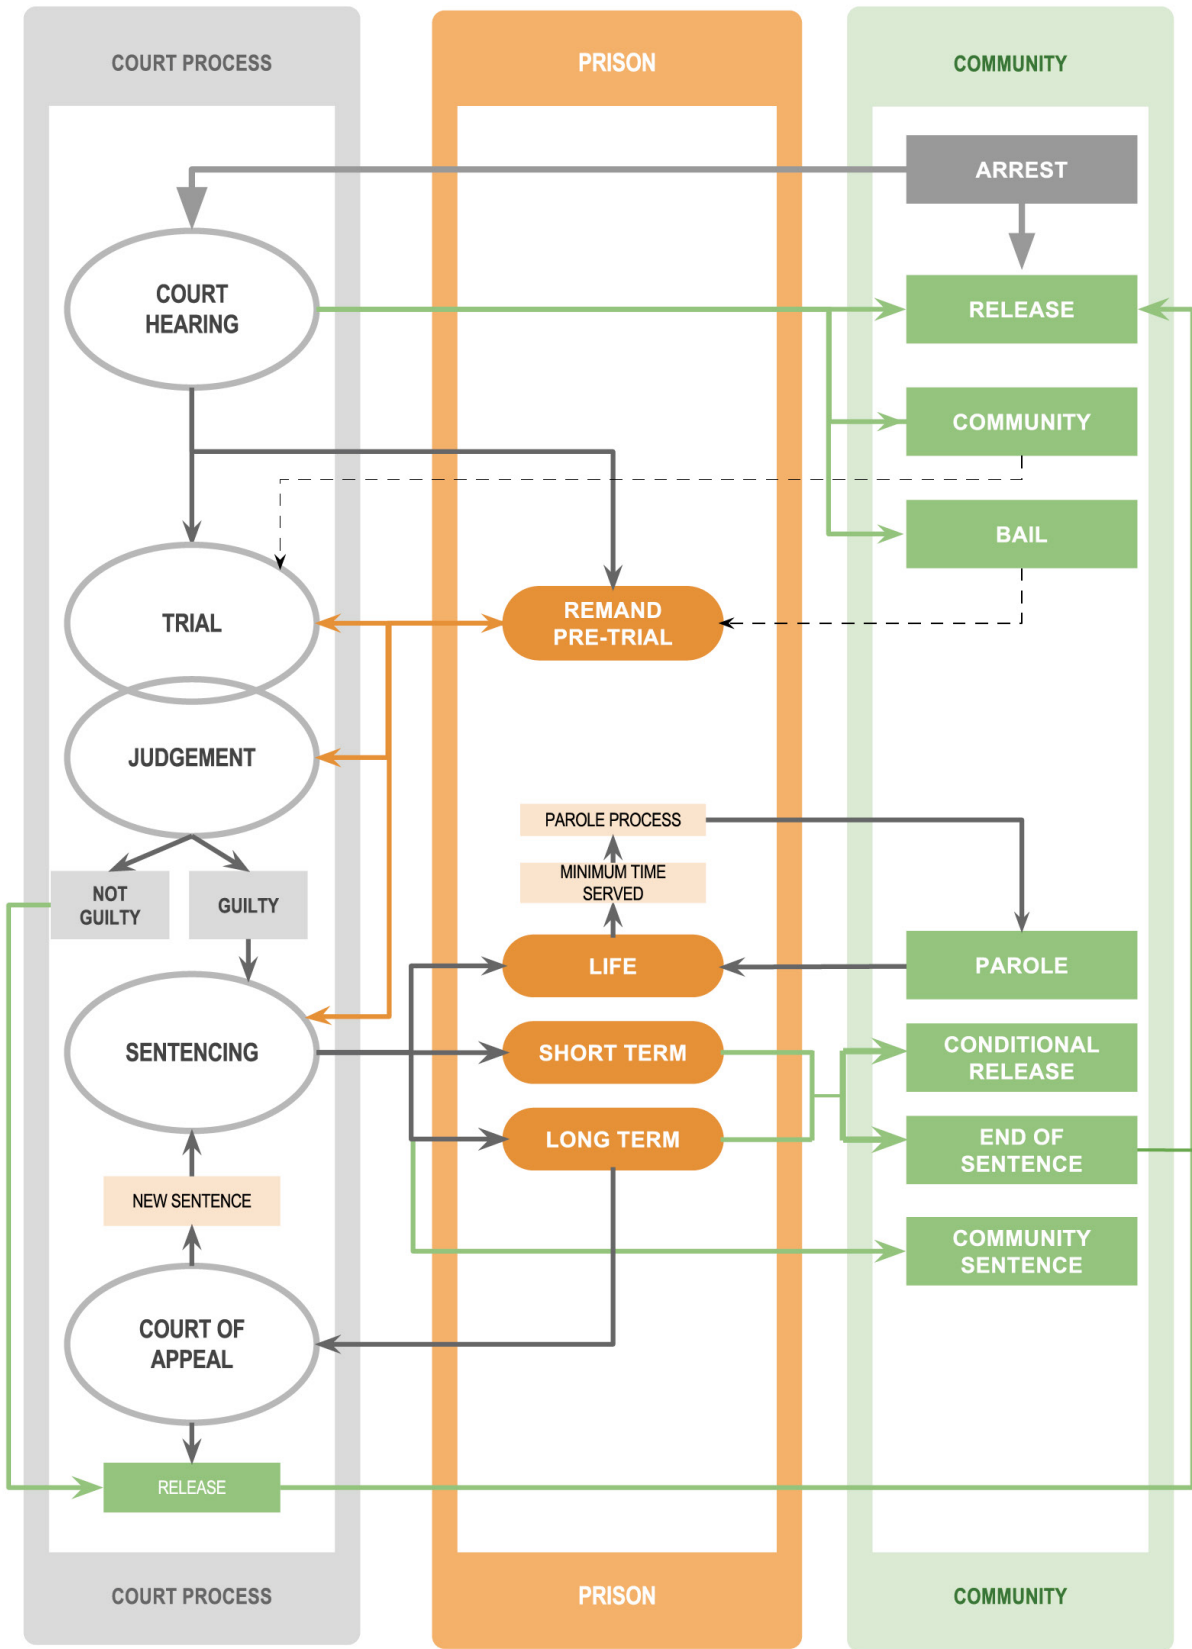 COURT PROCESS
PRISON
COMMUNITY
ARREST
COURT
HEARING
RELEASE
COMMUNITY
BAIL
TRIAL
REMAND
PRE-TRIAL
JUDGEMENT
PAROLE PROCESS
MINIMUM TIME
SERVED
NOT
GUILTY
GUILTY
LIFE
PAROLE
SENTENCING
SHORT TERM
CONDITIONAL
RELEASE
LONG TERM
END OF
SENTENCE
NEW SENTENCE
COMMUNITY
SENTENCE
COURT OF
APPEAL
RELEASE
COURT PROCESS
PRISON
COMMUNITY